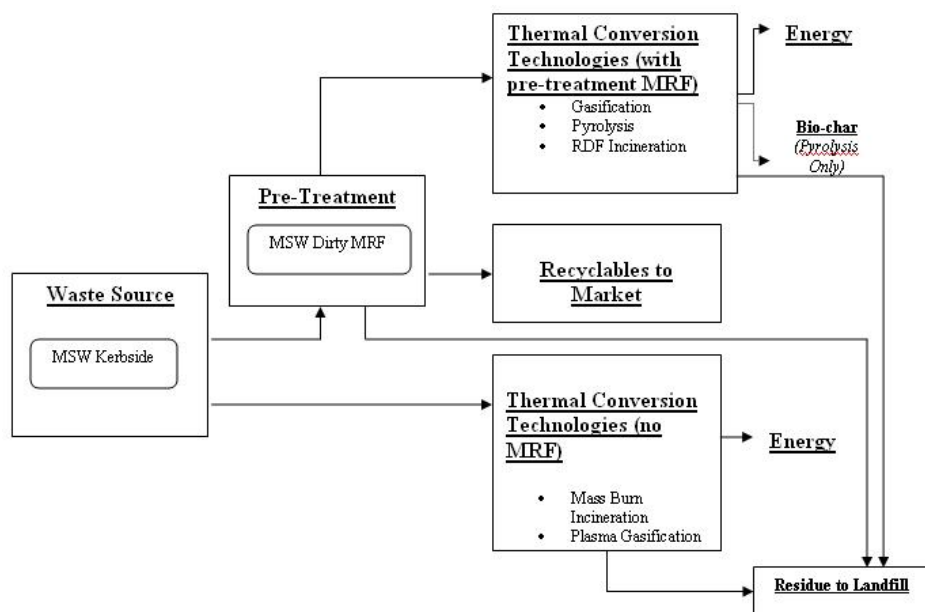 Thermal Conversion
Technologies (with
pre-treatment MRF)
• Gasification
• Pyrolysis
• RDF Incineration
Energy
Bio-char
(Pyrolysis
Only)
Pre-Treatment
MSW Dirty MRF
Recyclables to
Market
Waste Source
MSW Kerbside
Thermal Conversion
Technologies (no
MRF)
• Mass Burn
Incineration
• Plasma Gasification
Energy
Residue to Landfill